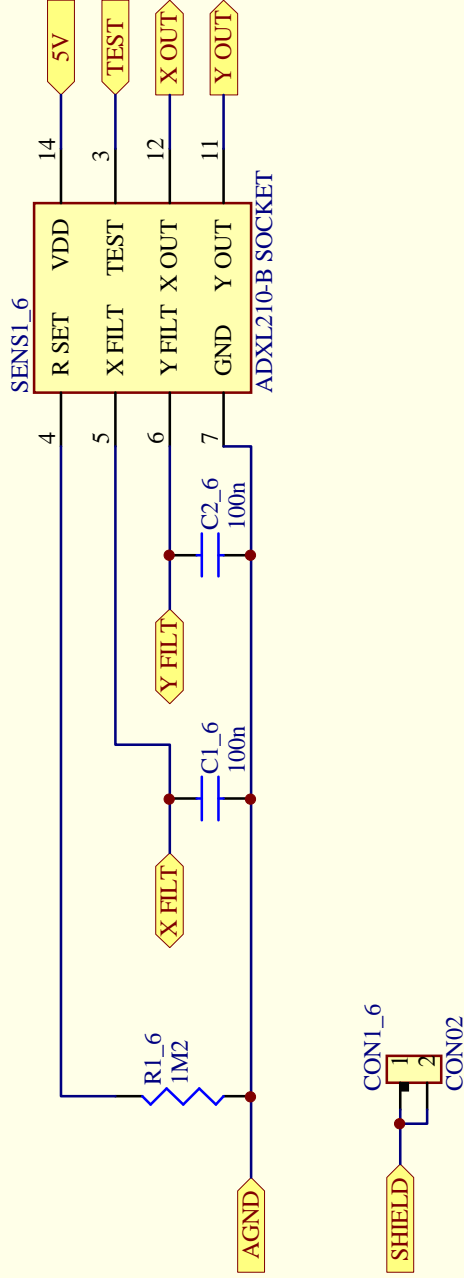 SENS1_6
4 R SET VDD 14 5V
5 X FILT TEST 3 TEST
6 Y FILT X OUT 12 X OUT
7 GND Y OUT 11 Y OUT
ADXL210-B SOCKET
C2_6
100n
Y FILT
C1_6
100n
X FILT
R1_6
1M2
AGND
CON1_6
1
2
CON02
SHIELD